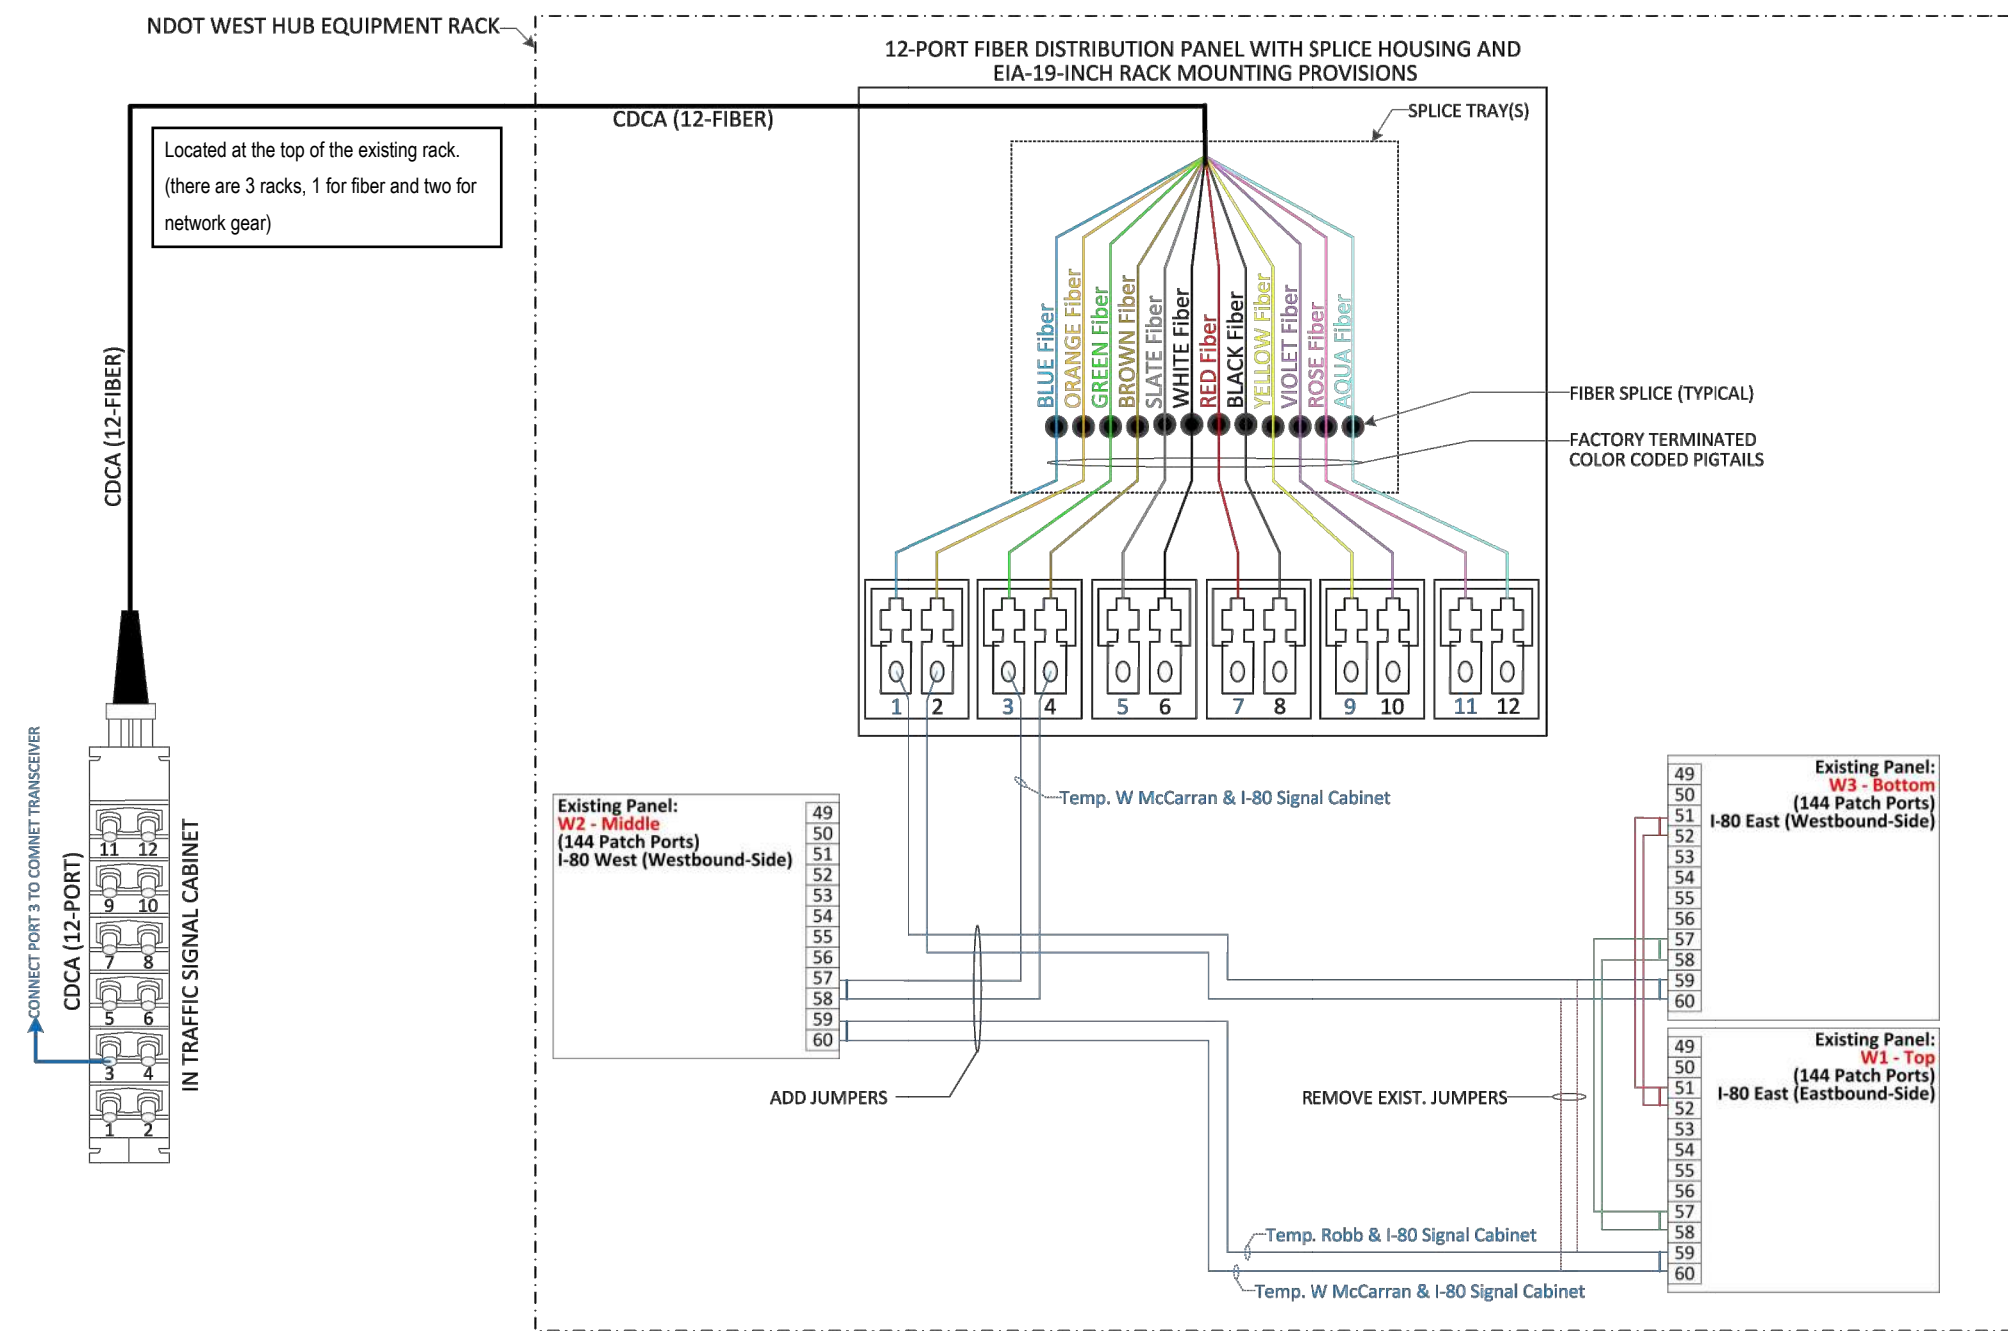 NDOT WEST HUB EQUIPMENT RACK
12-PORT FIBER DISTRIBUTION PANEL WITH SPLICE HOUSING AND
EIA-19-INCH RACK MOUNTING PROVISIONS
CDCA (12-FIBER)
SPLICE TRAY(S)
Located at the top of the existing rack.
(there are 3 racks, 1 for fiber and two for
network gear)
CDCA (12-FIBER)
BLUE Fiber
ORANGE Fiber
GREEN Fiber
BROWN Fiber
SLATE Fiber
WHITE Fiber
RED Fiber
BLACK Fiber
YELLOW Fiber
VIOLET Fiber
ROSE Fiber
AQUA Fiber
FIBER SPLICE (TYPICAL)
FACTORY TERMINATED
COLOR CODED PIGTAILS
1 2 3 4 5 6 7 8 9 10 11 12
CONNECT PORT 3 TO COMNET TRANSCEIVER
CDCA (12-PORT)
IN TRAFFIC SIGNAL CABINET
11 12
9 10
7 8
5 6
3 4
1 2
Temp. W McCarran & I-80 Signal Cabinet
Existing Panel:
W2 - Middle
(144 Patch Ports)
I-80 West (Westbound-Side)
49
50
51
52
53
54
55
56
57
58
59
60
Existing Panel:
W3 - Bottom
(144 Patch Ports)
I-80 East (Westbound-Side)
49
50
51
52
53
54
55
56
57
58
59
60
ADD JUMPERS
REMOVE EXIST. JUMPERS
Existing Panel:
W1 - Top
(144 Patch Ports)
I-80 East (Eastbound-Side)
49
50
51
52
53
54
55
56
57
58
59
60
Temp. Robb & I-80 Signal Cabinet
Temp. W McCarran & I-80 Signal Cabinet